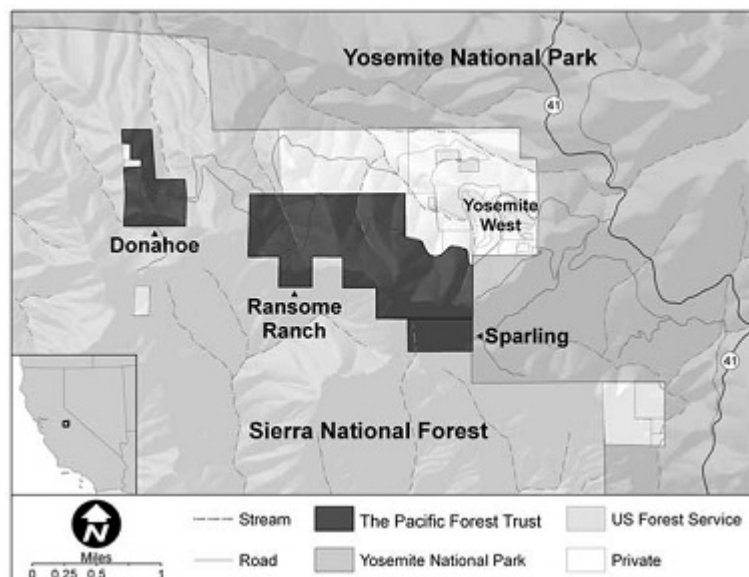 Yosemite National Park
41
Yosemite
West
Donahoe
Ransome
Ranch
Sparling
41
Sierra National Forest
Stream
The Pacific Forest Trust
US Forest Service
N
Miles
0 0.25 0.5 1
Road
Yosemite National Park
Private